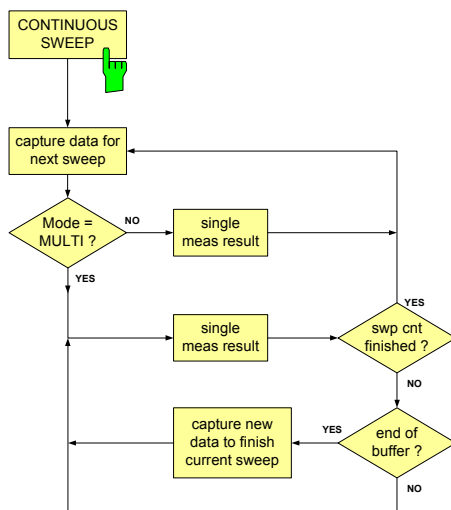 CONTINUOUS
SWEEP
capture data for
next sweep
Mode =
MULTI ?
NO
single
meas result
YES
single
meas result
YES
swp cnt
finished ?
NO
capture new
data to finish
current sweep
YES
end of
buffer ?
NO